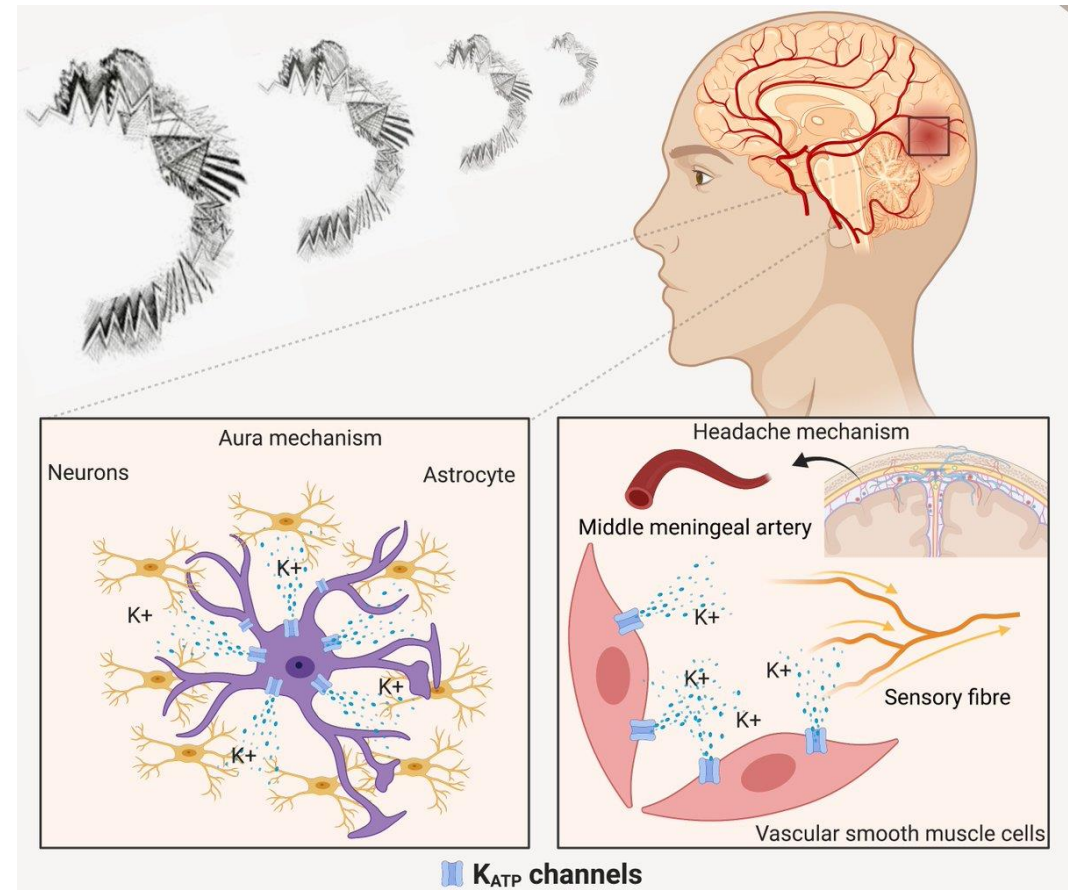 Aura mechanism
Neurons
Astrocyte
K+
K+
K+
K+
Headache mechanism
Middle meningeal artery
K+
K+
K+
K+
Sensory fibre
Vascular smooth muscle cells
KATP channels